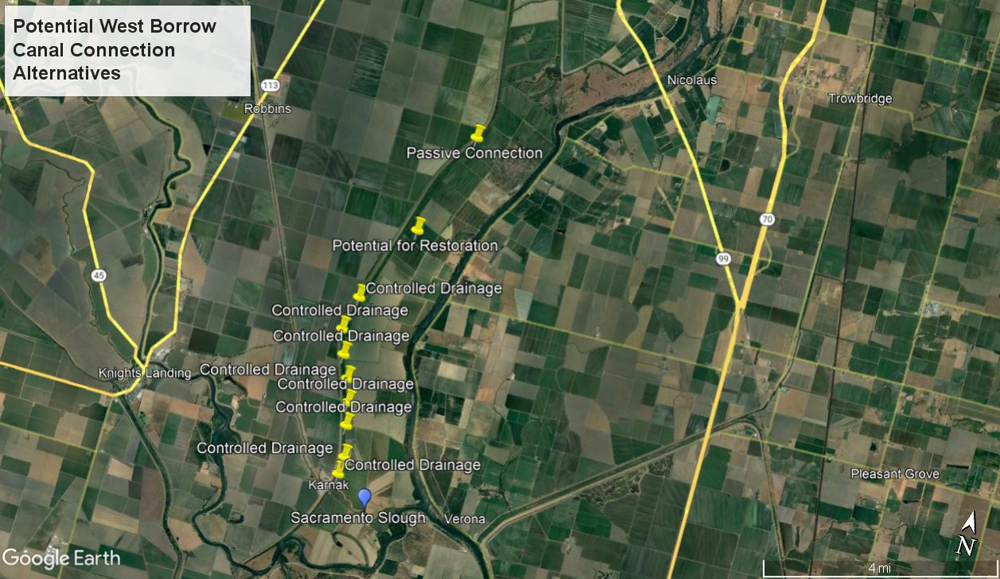 Potential West Borrow
Canal Connection
Alternatives
113
Robbins
Nicolaus
Trowbridge
Passive Connection
70
Potential for Restoration
99
45
Controlled Drainage
Controlled Drainage
Controlled Drainage
Knights Landing
Controlled Drainage
Controlled Drainage
Controlled Drainage
Controlled Drainage
Controlled Drainage
Karnak
Pleasant Grove
Sacramento Slough
Verona
N
Google Earth
4 mi